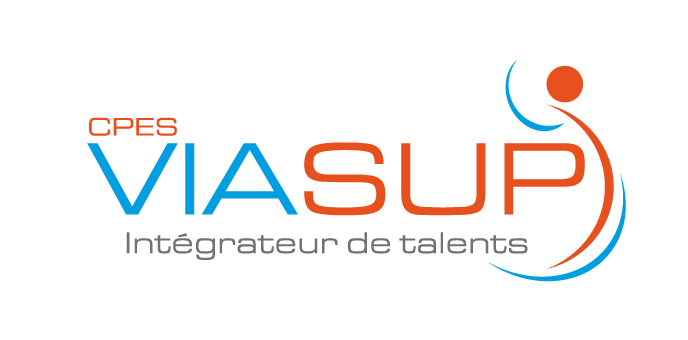 CPES
VIASUP
Intégrateur de talents